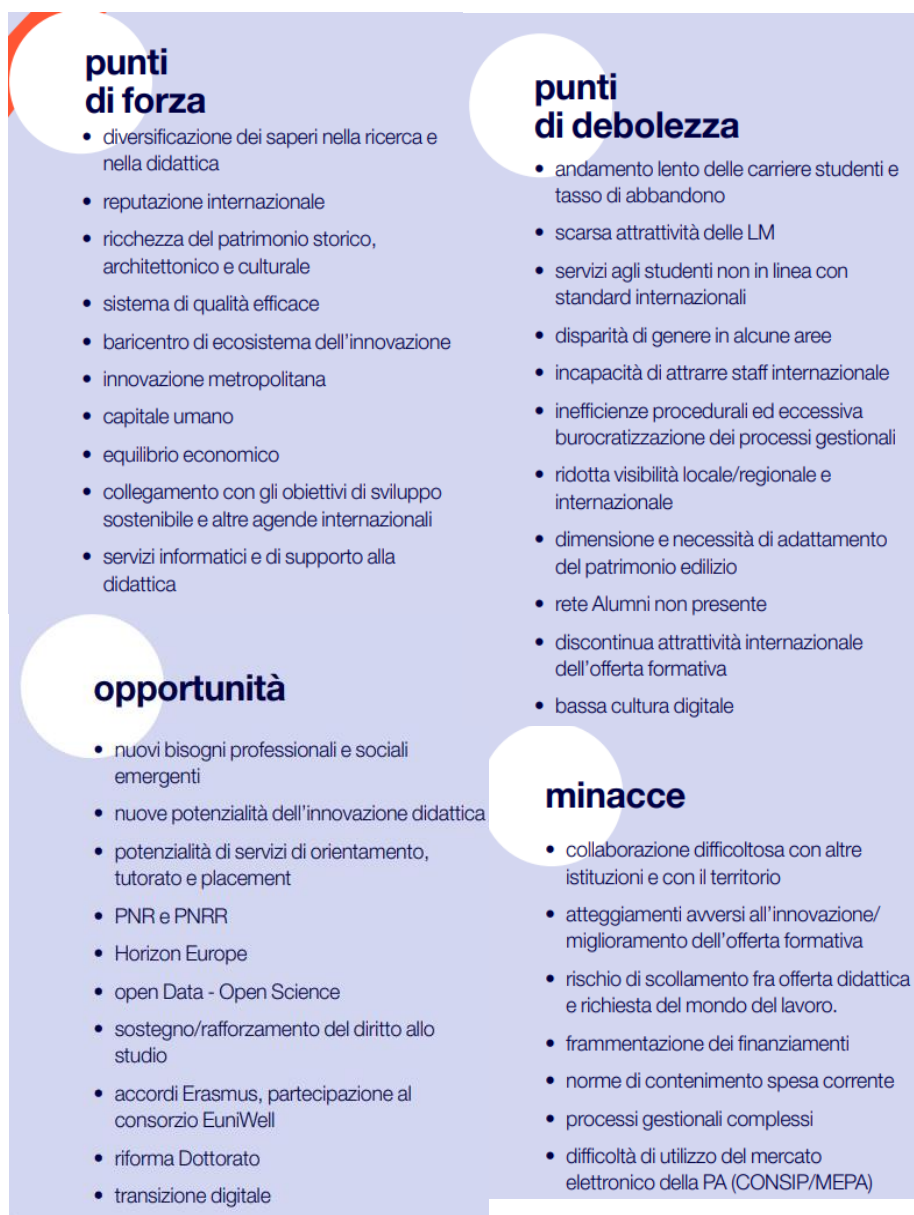 punti
di forza
• diversificazione dei saperi nella ricerca e
nella didattica
• reputazione internazionale
• ricchezza del patrimonio storico,
architettonico e culturale
• sistema di qualità efficace
• baricentro di ecosistema dell'innovazione
• innovazione metropolitana
• capitale umano
• equilibrio economico
• collegamento con gli obiettivi di sviluppo
sostenibile e altre agende internazionali
• servizi informatici e di supporto alla
didattica
punti
di debolezza
• andamento lento delle carriere studenti e
tasso di abbandono
• scarsa attrattività delle LM
• servizi agli studenti non in linea con
standard internazionali
• disparità di genere in alcune aree
• incapacità di attrarre staff internazionale
• inefficienze procedurali ed eccessiva
burocratizzazione dei processi gestionali
• ridotta visibilità locale/regionale e
internazionale
• dimensione e necessità di adattamento
del patrimonio edilizio
• rete Alumni non presente
• discontinua attrattività internazionale
dell'offerta formativa
• bassa cultura digitale
opportunità
• nuovi bisogni professionali e sociali
emergenti
• nuove potenzialità dell'innovazione didattica
• potenzialità di servizi di orientamento,
tutorato e placement
• PNR e PNRR
• Horizon Europe
• open Data - Open Science
• sostegno/rafforzamento del diritto allo
studio
• accordi Erasmus, partecipazione al
consorzio EuniWell
• riforma Dottorato
• transizione digitale
minacce
• collaborazione difficoltosa con altre
istituzioni e con il territorio
• atteggiamenti avversi all'innovazione/
miglioramento dell'offerta formativa
• rischio di scollamento fra offerta didattica
e richiesta del mondo del lavoro.
• frammentazione dei finanziamenti
• norme di contenimento spesa corrente
• processi gestionali complessi
• difficoltà di utilizzo del mercato
elettronico della PA (CONSIP/MEPA)